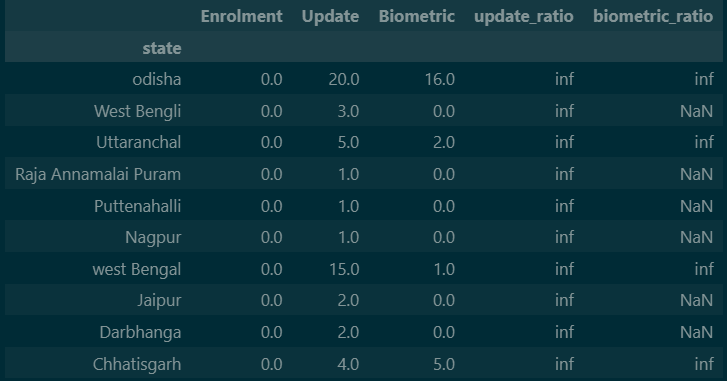 Enrolment Update Biometric update_ratio biometric_ratio
state
odisha 0.0 20.0 16.0 inf inf
West Bengli 0.0 3.0 0.0 inf NaN
Uttaranchal 0.0 5.0 2.0 inf inf
Raja Annamalai Puram 0.0 1.0 0.0 inf NaN
Puttenahalli 0.0 1.0 0.0 inf NaN
Nagpur 0.0 1.0 0.0 inf NaN
west Bengal 0.0 15.0 1.0 inf inf
Jaipur 0.0 2.0 0.0 inf NaN
Darbhanga 0.0 2.0 0.0 inf NaN
Chhatisgarh 0.0 4.0 5.0 inf inf